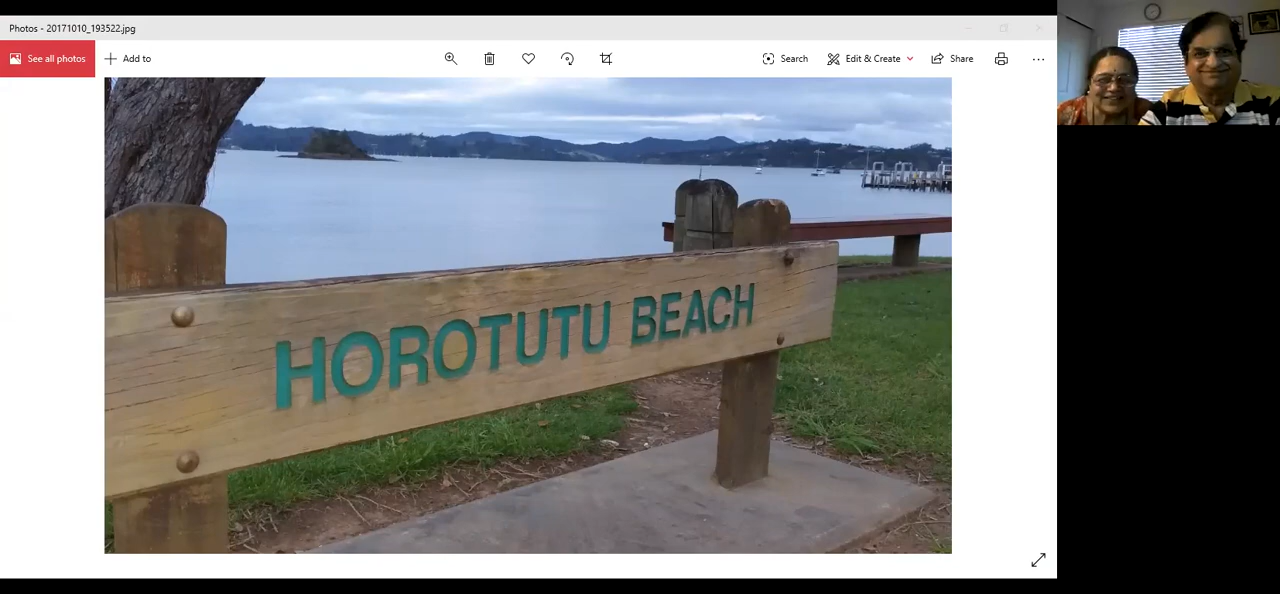 Photos - 20171010_193522.jpg
See all photos
Add to
Search
Edit & Create
Share
HOROTUTU BEACH